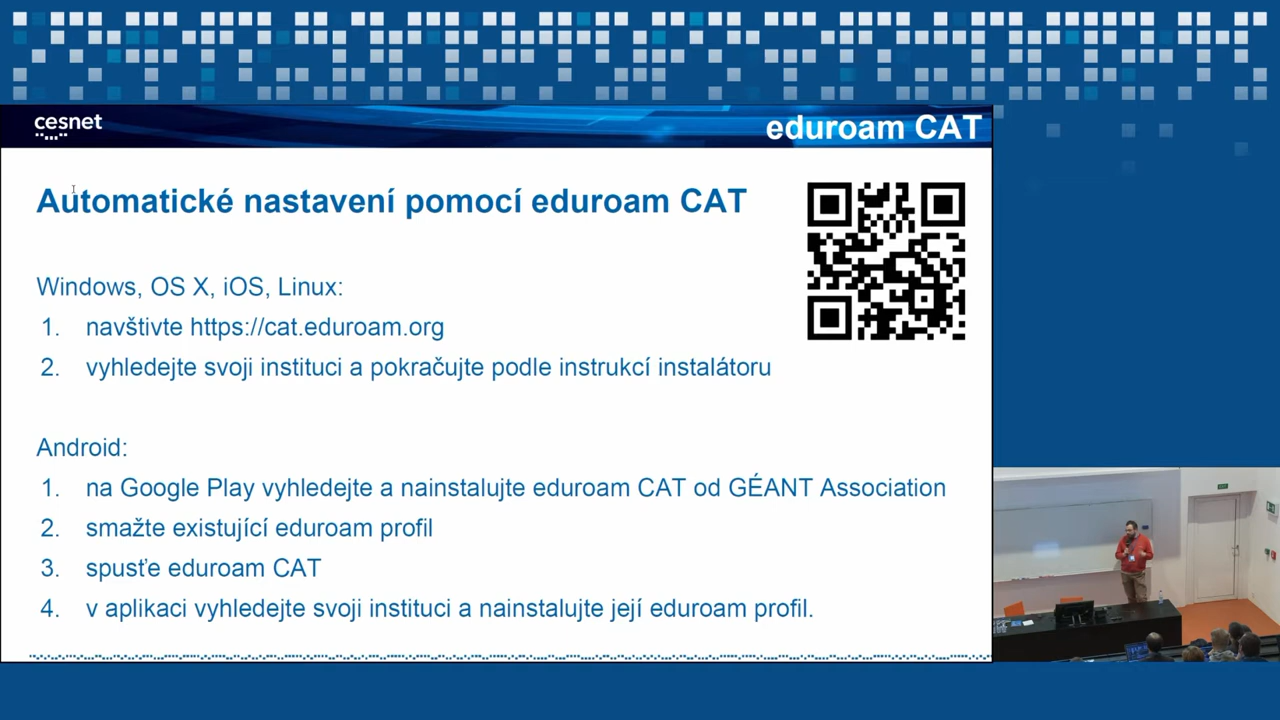 cesnet
eduroam CAT
Automatické nastavení pomocí eduroam CAT
Windows, OS X, iOS, Linux:
1. navštivte https://cat.eduroam.org
2. vyhledejte svoji instituci a pokračujte podle instrukcí instalátoru
Android:
1. na Google Play vyhledejte a nainstalujte eduroam CAT od GÉANT Association
2. smažte existující eduroam profil
3. spusťe eduroam CAT
4. v aplikaci vyhledejte svoji instituci a nainstalujte její eduroam profil.